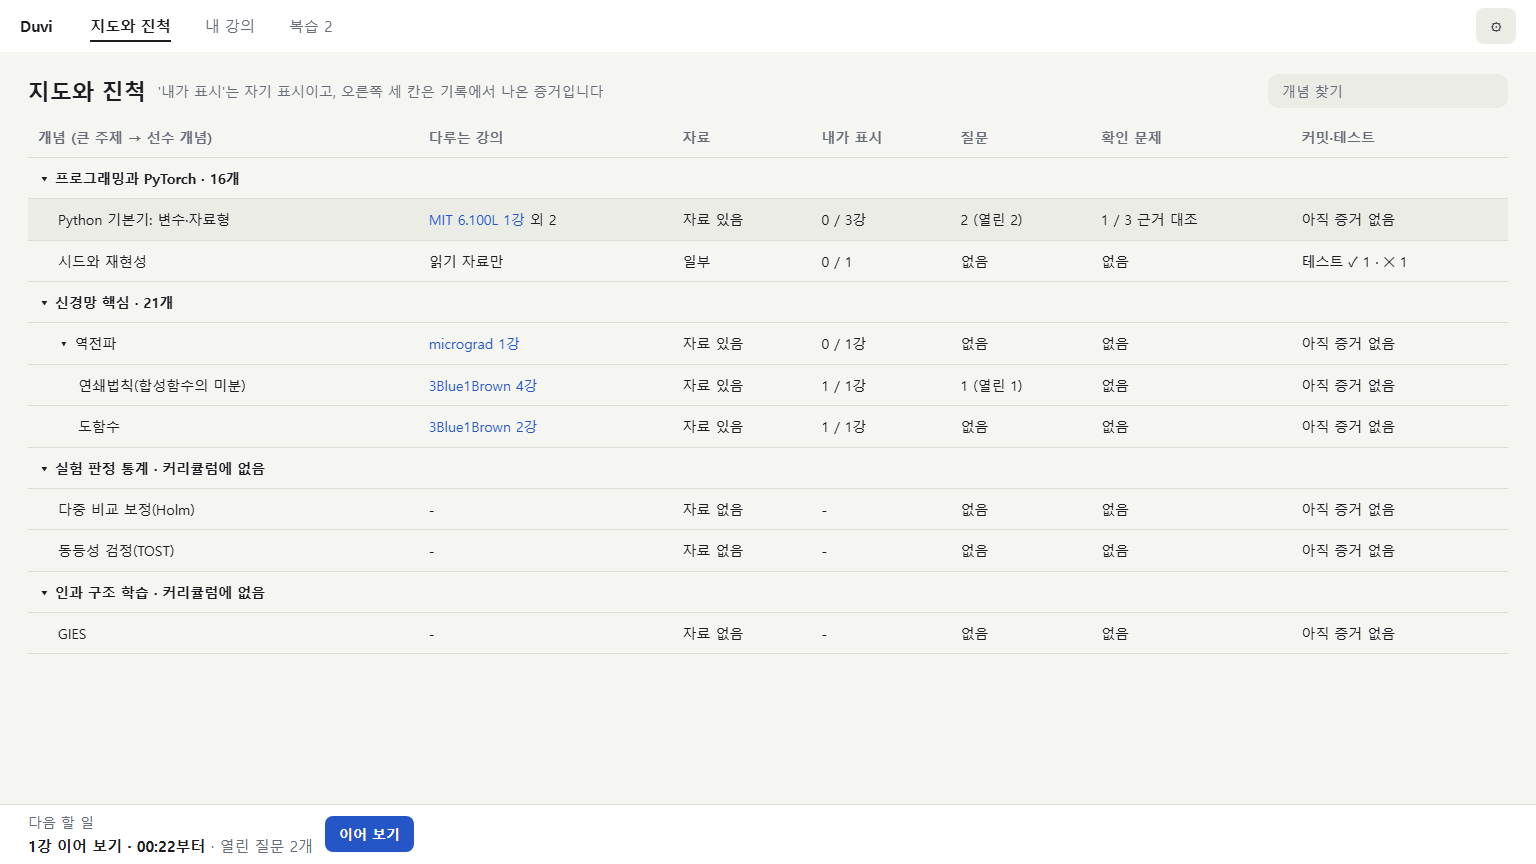 Duvi 지도와 진척 내 강의 복습 2 ⚙
지도와 진척 '내가 표시'는 자기 표시이고, 오른쪽 세 칸은 기록에서 나온 증거입니다 개념 찾기
개념 (큰 주제 → 선수 개념) 다루는 강의 자료 내가 표시 질문 확인 문제 커밋·테스트
▾ 프로그래밍과 PyTorch · 16개
Python 기본기: 변수·자료형 MIT 6.100L 1강 외 2 자료 있음 0 / 3강 2 (열린 2) 1 / 3 근거 대조 아직 증거 없음
시드와 재현성 읽기 자료만 일부 0 / 1 없음 없음 테스트 ✓ 1 · ✕ 1
▾ 신경망 핵심 · 21개
▾ 역전파 micrograd 1강 자료 있음 0 / 1강 없음 없음 아직 증거 없음
연쇄법칙(합성함수의 미분) 3Blue1Brown 4강 자료 있음 1 / 1강 1 (열린 1) 없음 아직 증거 없음
도함수 3Blue1Brown 2강 자료 있음 1 / 1강 없음 없음 아직 증거 없음
▾ 실험 판정 통계 · 커리큘럼에 없음
다중 비교 보정(Holm) - 자료 없음 - 없음 없음 아직 증거 없음
동등성 검정(TOST) - 자료 없음 - 없음 없음 아직 증거 없음
▾ 인과 구조 학습 · 커리큘럼에 없음
GIES - 자료 없음 - 없음 없음 아직 증거 없음
다음 할 일
1강 이어 보기 · 00:22부터 · 열린 질문 2개 이어 보기